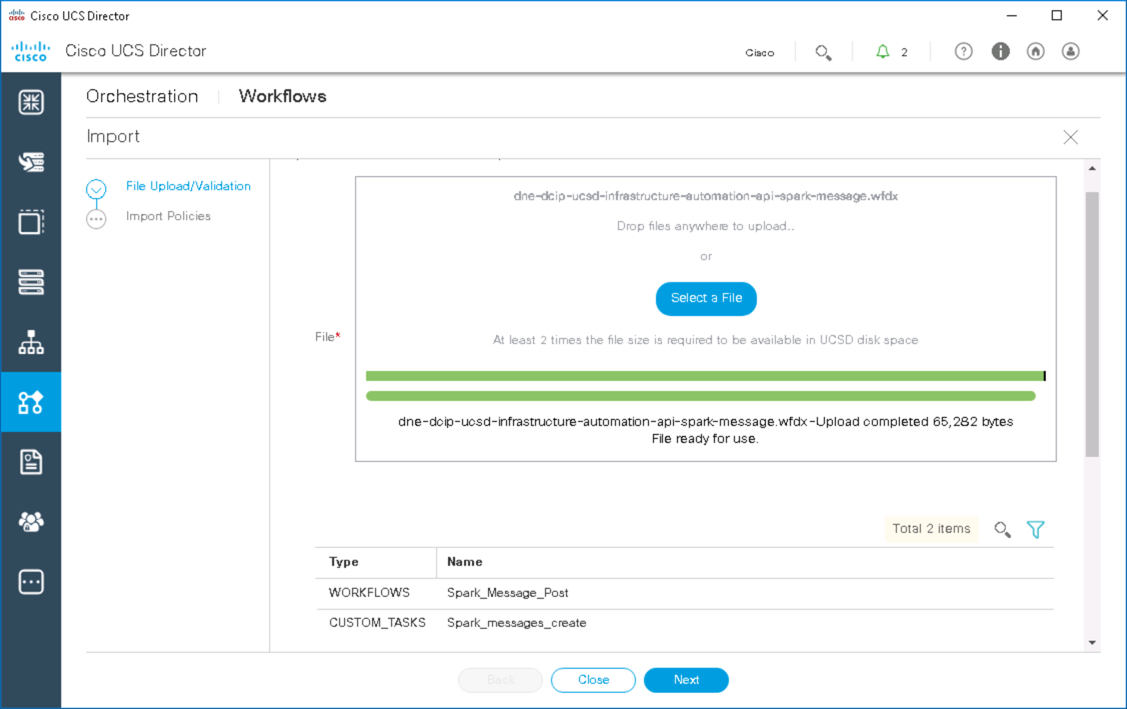 Cisco UCS Director
CISCO
Cisco UCS Director
Cisco
2
Orchestration
Workflows
Import
File Upload/Validation
Import Policies
dne-dcip-ucsd-infrastructure-automation-api-spark-message.wfdx
Drop files anywhere to upload..
or
Select a File
File*
At least 2 times the file size is required to be available in UCSD disk space
dne-dcip-ucsd-infrastructure-automation-api-spark-message.wfdx-Upload completed 65,282 bytes
File ready for use.
Total 2 items
Type Name
WORKFLOWS Spark_Message_Post
CUSTOM_TASKS Spark_messages_create
Back Close Next